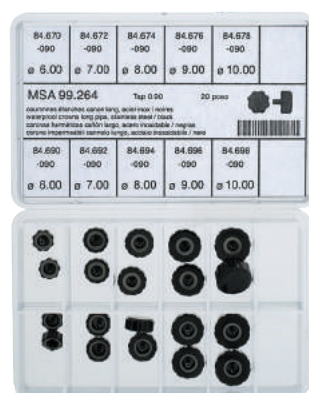 84.670 84.672 84.674 84.676 84.678
-090 -090 -090 -090 -090
ø 6.00 ø 7.00 ø 8.00 ø 9.00 ø 10.00
MSA 99.264 Tap 0.90 20 pcs
couronnes étanches canon long, acier inox / noires
waterproof crowns long pipe, stainless steel / black
coronas herméticas cañón largo, acero inoxidable / negras
corone impermeabili cannello lungo, acciaio inossidabile / nere
84.690 84.692 84.694 84.696 84.698
-090 -090 -090 -090 -090
ø 6.00 ø 7.00 ø 8.00 ø 9.00 ø 10.00